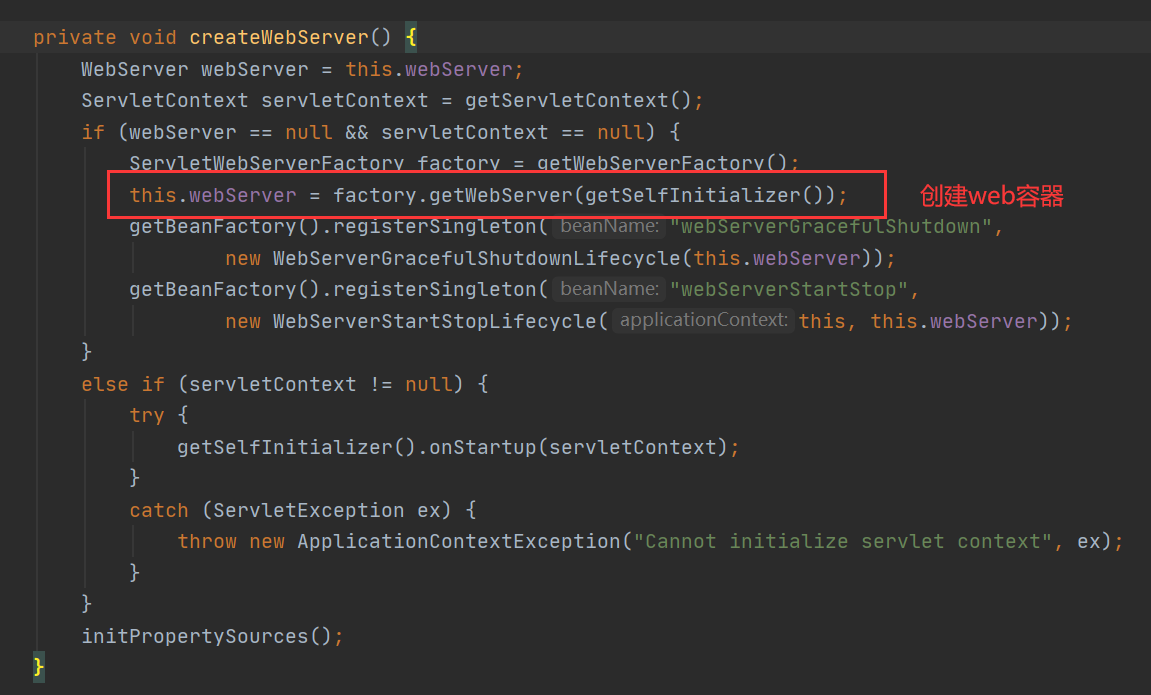 private void createWebServer() {
WebServer webServer = this.webServer;
ServletContext servletContext = getServletContext();
if (webServer == null && servletContext == null) {
ServletWebServerFactory factory = getWebServerFactory();
this.webServer = factory.getWebServer(getSelfInitializer()); 创建web容器
getBeanFactory().registerSingleton( beanName: "webServerGracefulShutdown",
new WebServerGracefulShutdownLifecycle(this.webServer));
getBeanFactory().registerSingleton( beanName: "webServerStartStop",
new WebServerStartStopLifecycle( applicationContext: this, this.webServer));
}
else if (servletContext != null) {
try {
getSelfInitializer().onStartup(servletContext);
}
catch (ServletException ex) {
throw new ApplicationContextException("Cannot initialize servlet context", ex);
}
}
initPropertySources();
}